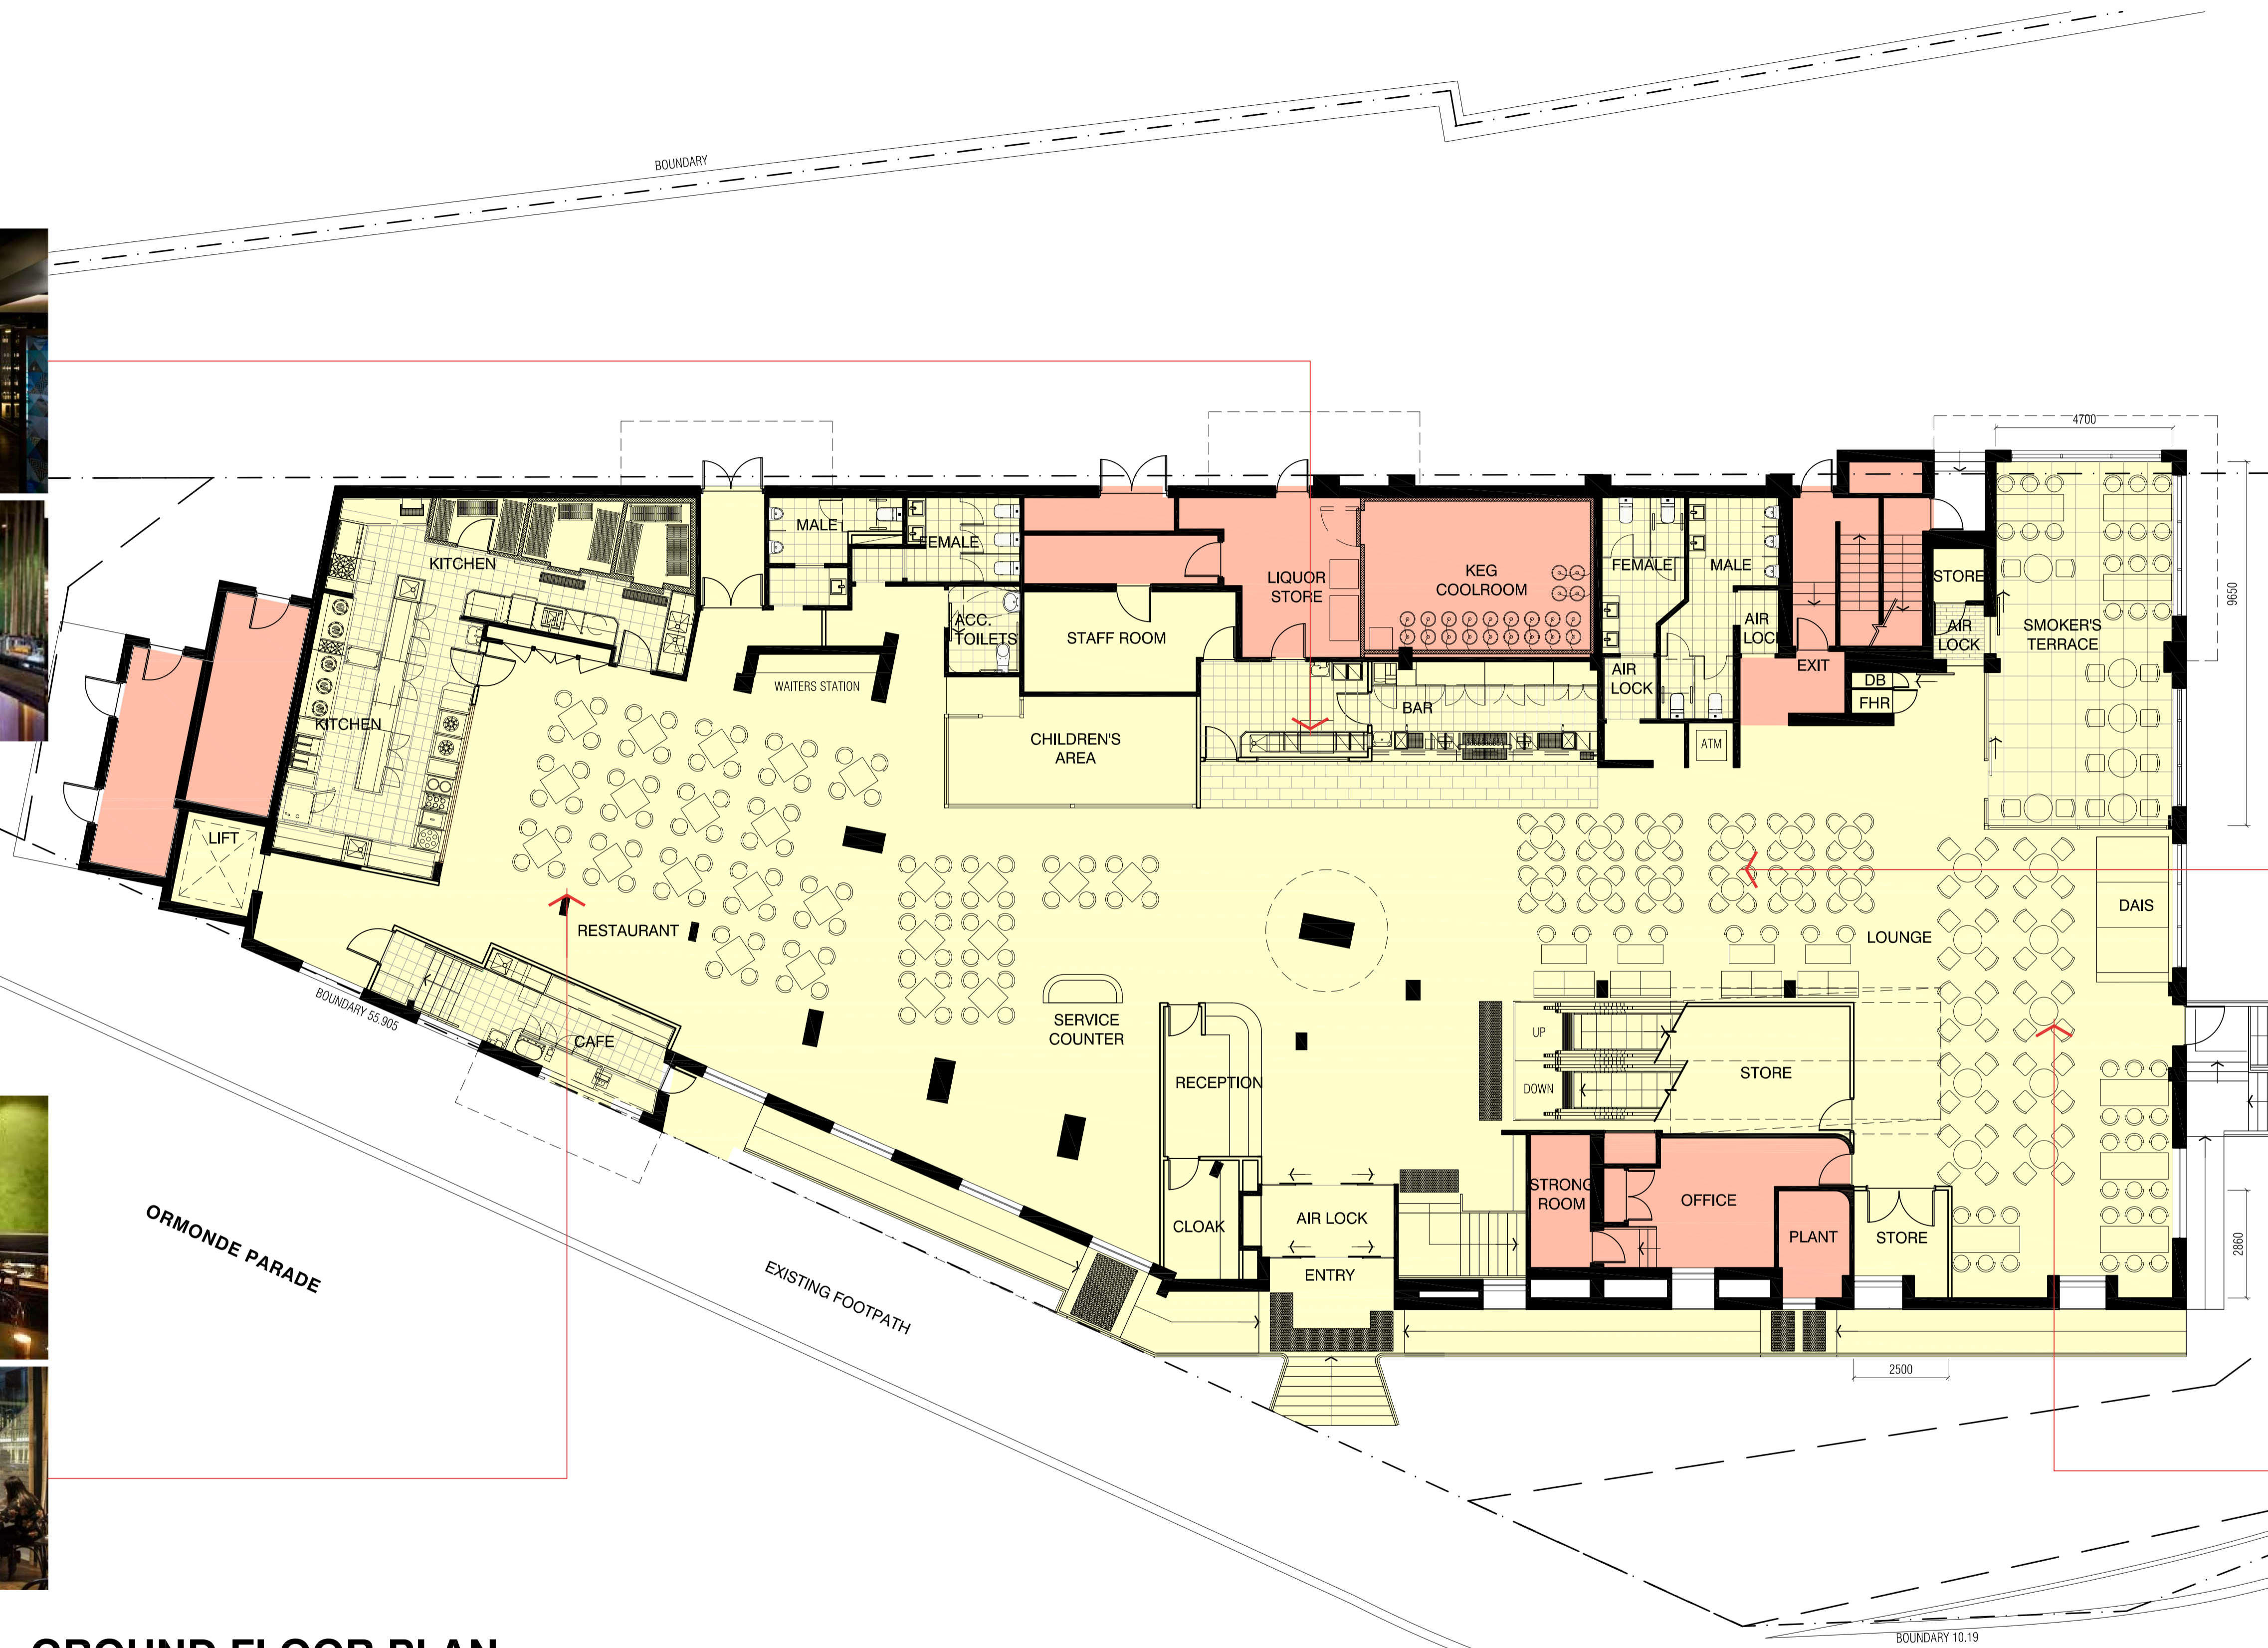 BOUNDARY
4700
9650
KITCHEN
MALE
FEMALE
LIQUOR
STORE
KEG
COOLROOM
FEMALE
MALE
STORE
ACC.
TOILETS
STAFF ROOM
AIR
LOCK
AIR
LOCK
SMOKER'S
TERRACE
WAITERS STATION
AIR
LOCK
EXIT
DB
FHR
KITCHEN
BAR
CHILDREN'S
AREA
ATM
LIFT
DAIS
RESTAURANT
LOUNGE
BOUNDARY 55.905
CAFE
SERVICE
COUNTER
UP
DOWN
STORE
RECEPTION
STRONG
ROOM
OFFICE
CLOAK
AIR LOCK
PLANT
STORE
2860
ENTRY
ORMONDE PARADE
EXISTING FOOTPATH
2500
GROUND FLOOR PLAN
BOUNDARY 10.19